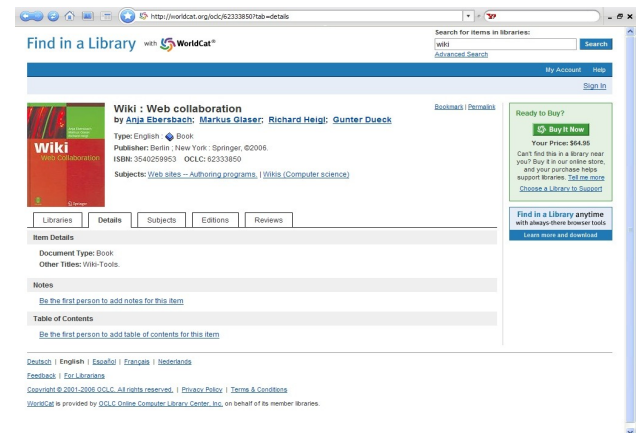 http://worldcat.org/oclc/62333850?tab=details
Find in a Library with WorldCat®
Search for items in libraries:
wiki
Search
Advanced Search
My Account Help
Sign In
Wiki
Web Collaboration
Springer
Wiki : Web collaboration
by Anja Ebersbach; Markus Glaser; Richard Heigl; Gunter Dueck
Type: English : Book
Publisher: Berlin ; New York : Springer, ©2006.
ISBN: 3540259953 OCLC: 62333850
Subjects: Web sites -- Authoring programs. | Wikis (Computer science)
Bookmark | Permalink
Ready to Buy?
Buy It Now
Your Price: $64.95
Can't find this in a library near
you? Buy it in our online store,
and your purchase helps
support libraries. Tell me more
Choose a Library to Support
Find in a Library anytime
with always-there browser tools
Learn more and download
Libraries Details Subjects Editions Reviews
Item Details
Document Type: Book
Other Titles: Wiki-Tools.
Notes
Be the first person to add notes for this item
Table of Contents
Be the first person to add table of contents for this item
Deutsch | English | Español | Français | Nederlands
Feedback | For Librarians
Copyright © 2001-2006 OCLC. All rights reserved. | Privacy Policy | Terms & Conditions
WorldCat is provided by OCLC Online Computer Library Center, Inc. on behalf of its member libraries.